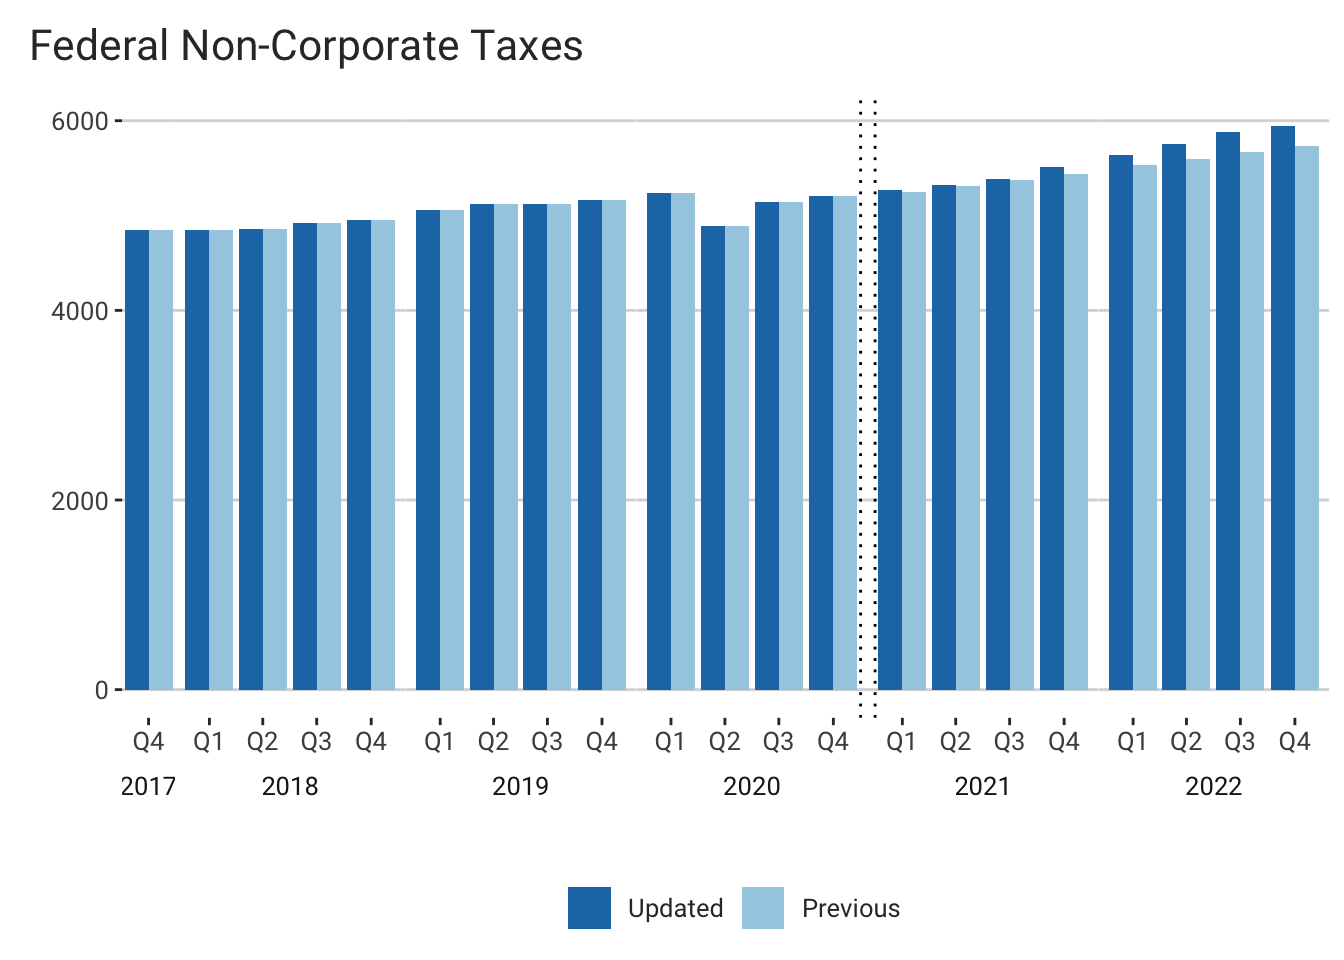 Federal Non-Corporate Taxes
6000
4000
2000
0
Q4 Q1 Q2 Q3 Q4 Q1 Q2 Q3 Q4 Q1 Q2 Q3 Q4 Q1 Q2 Q3 Q4 Q1 Q2 Q3 Q4
2017 2018 2019 2020 2021 2022
Updated Previous